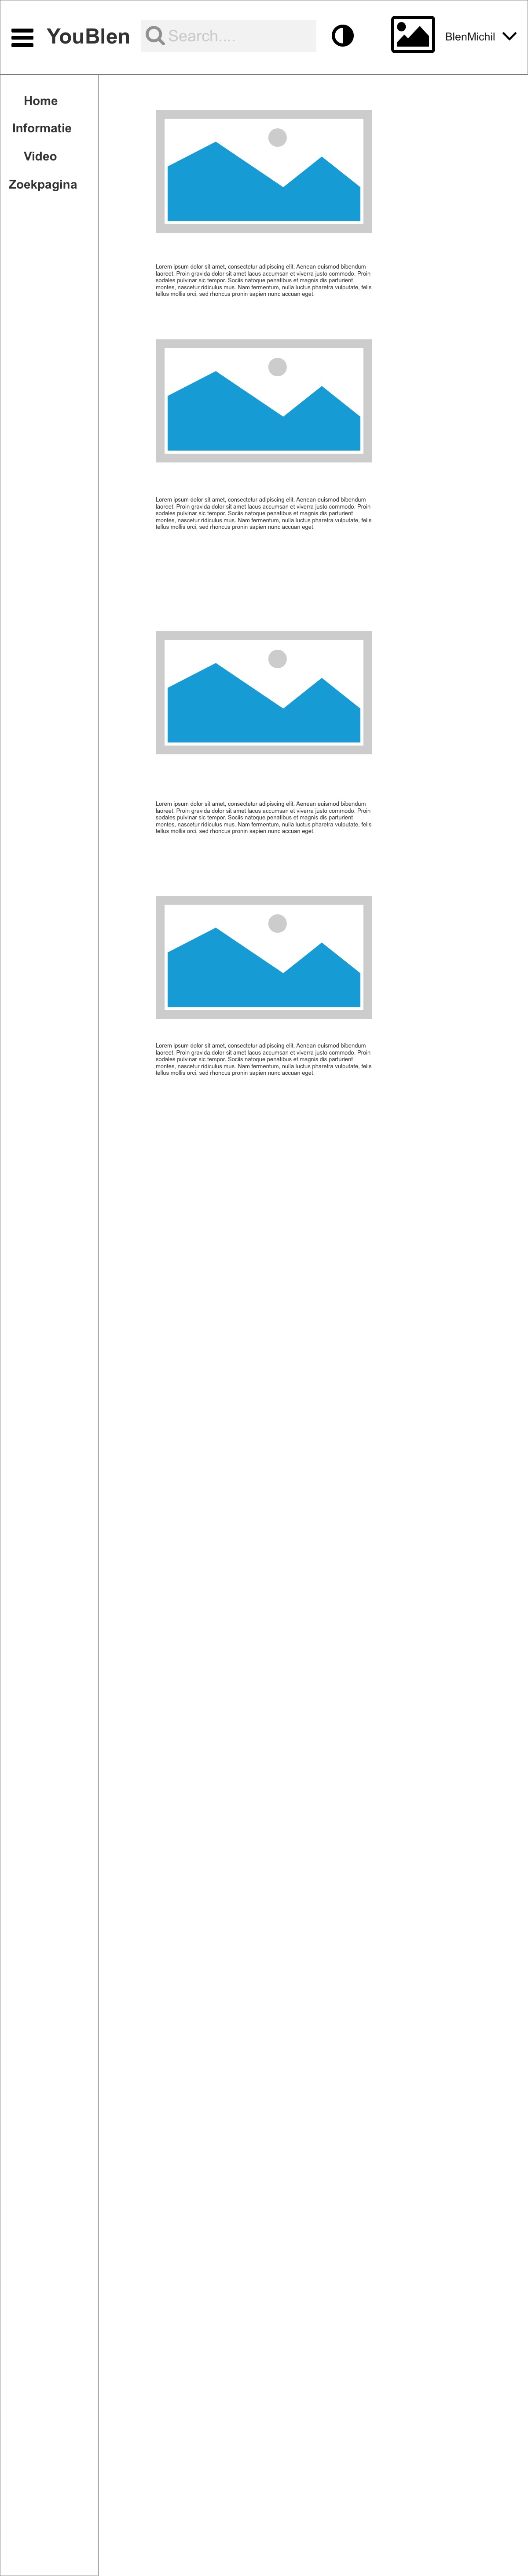 YouBlen
Search....
BlenMichil
Home
Informatie
Video
Zoekpagina
Lorem ipsum dolor sit amet, consectetur adipiscing elit. Aenean euismod bibendum
laoreet. Proin gravida dolor sit amet lacus accumsan et viverra justo commodo. Proin
sodales pulvinar sic tempor. Sociis natoque penatibus et magnis dis parturient
montes, nascetur ridiculus mus. Nam fermentum, nulla luctus pharetra vulputate, felis
tellus mollis orci, sed rhoncus pronin sapien nunc accuan eget.
Lorem ipsum dolor sit amet, consectetur adipiscing elit. Aenean euismod bibendum
laoreet. Proin gravida dolor sit amet lacus accumsan et viverra justo commodo. Proin
sodales pulvinar sic tempor. Sociis natoque penatibus et magnis dis parturient
montes, nascetur ridiculus mus. Nam fermentum, nulla luctus pharetra vulputate, felis
tellus mollis orci, sed rhoncus pronin sapien nunc accuan eget.
Lorem ipsum dolor sit amet, consectetur adipiscing elit. Aenean euismod bibendum
laoreet. Proin gravida dolor sit amet lacus accumsan et viverra justo commodo. Proin
sodales pulvinar sic tempor. Sociis natoque penatibus et magnis dis parturient
montes, nascetur ridiculus mus. Nam fermentum, nulla luctus pharetra vulputate, felis
tellus mollis orci, sed rhoncus pronin sapien nunc accuan eget.
Lorem ipsum dolor sit amet, consectetur adipiscing elit. Aenean euismod bibendum
laoreet. Proin gravida dolor sit amet lacus accumsan et viverra justo commodo. Proin
sodales pulvinar sic tempor. Sociis natoque penatibus et magnis dis parturient
montes, nascetur ridiculus mus. Nam fermentum, nulla luctus pharetra vulputate, felis
tellus mollis orci, sed rhoncus pronin sapien nunc accuan eget.